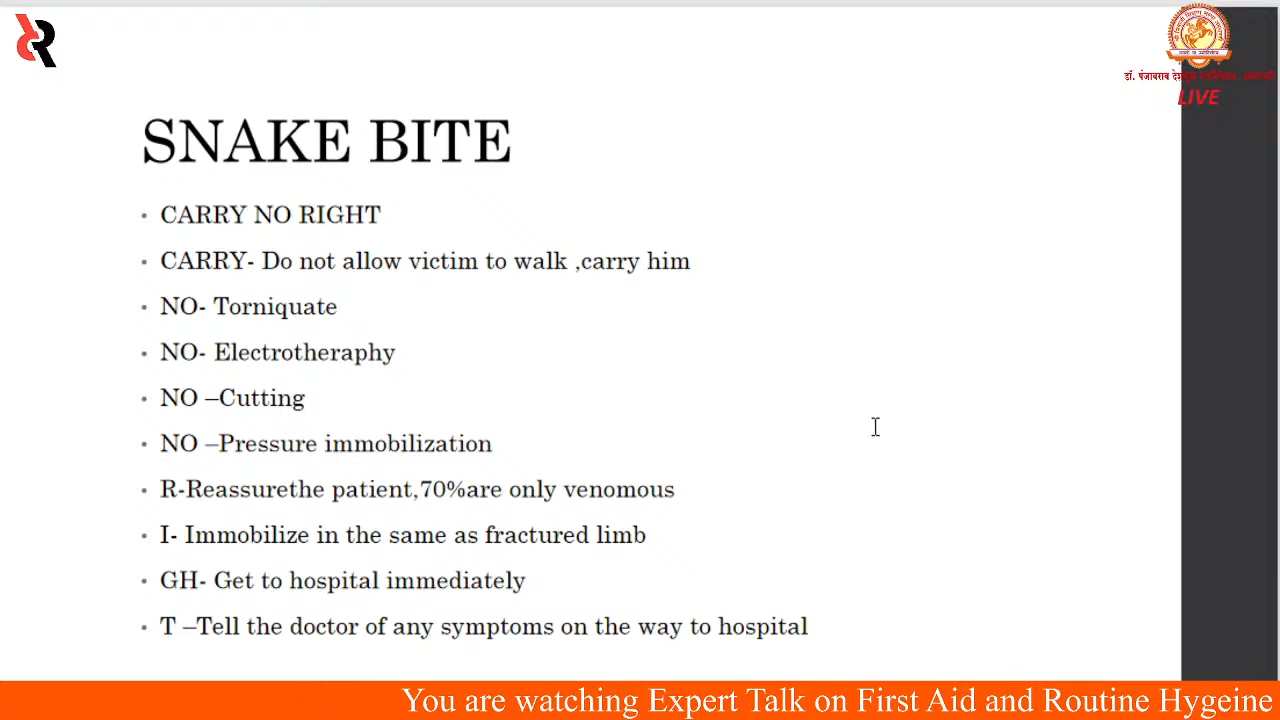 डॉ. पंजाबराव
LIVE
SNAKE BITE
• CARRY NO RIGHT
• CARRY- Do not allow victim to walk ,carry him
• NO- Torniquate
• NO- Electrotheraphy
• NO –Cutting
• NO –Pressure immobilization
• R-Reassurethe patient,70%are only venomous
• I- Immobilize in the same as fractured limb
• GH- Get to hospital immediately
• T –Tell the doctor of any symptoms on the way to hospital
You are watching Expert Talk on First Aid and Routine Hygeine